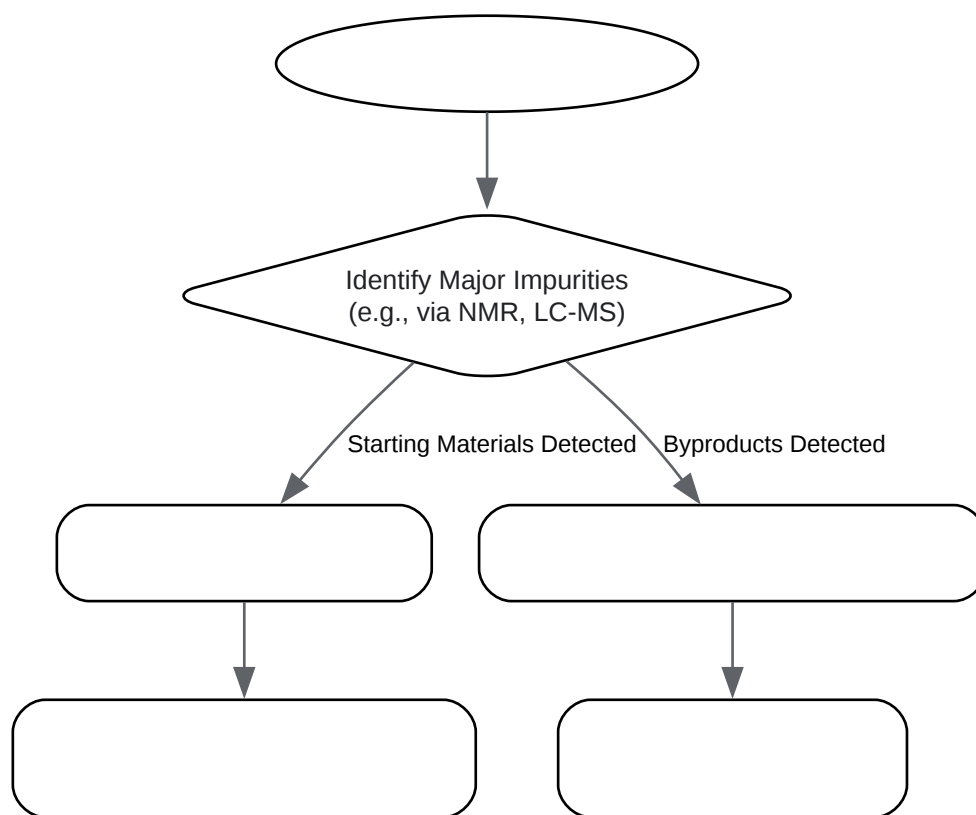 Identify Major Impurities
(e.g., via NMR, LC-MS)
Starting Materials Detected
Byproducts Detected